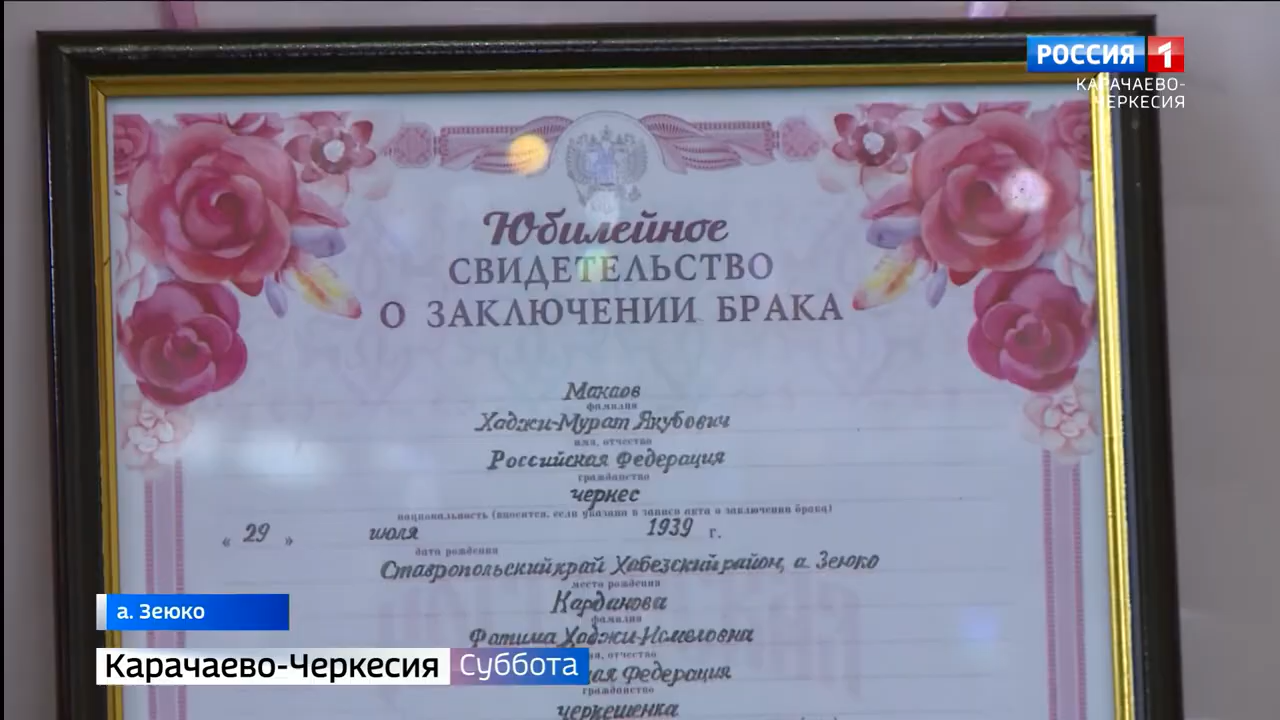 РОССИЯ 1
КАРАЧАЕВО-
ЧЕРКЕСИЯ
Юбилейное
СВИДЕТЕЛЬСТВО
О ЗАКЛЮЧЕНИИ БРАКА
Макаов
фамилия
Хаджи-Мурат Якубович
имя, отчество
Российская Федерация
гражданство
черкес
национальность (вносится, если указана в записи акта о заключении брака)
« 29 » июля 1939 г.
дата рождения
Ставропольский край Хабезский район, а. Зеюко
место рождения
Карданова
фамилия
а. Зеюко
Фатима Хаджи-Исмеловна
отчество
Карачаево-Черкесия Суббота
Федерация
гражданство
черкешенка